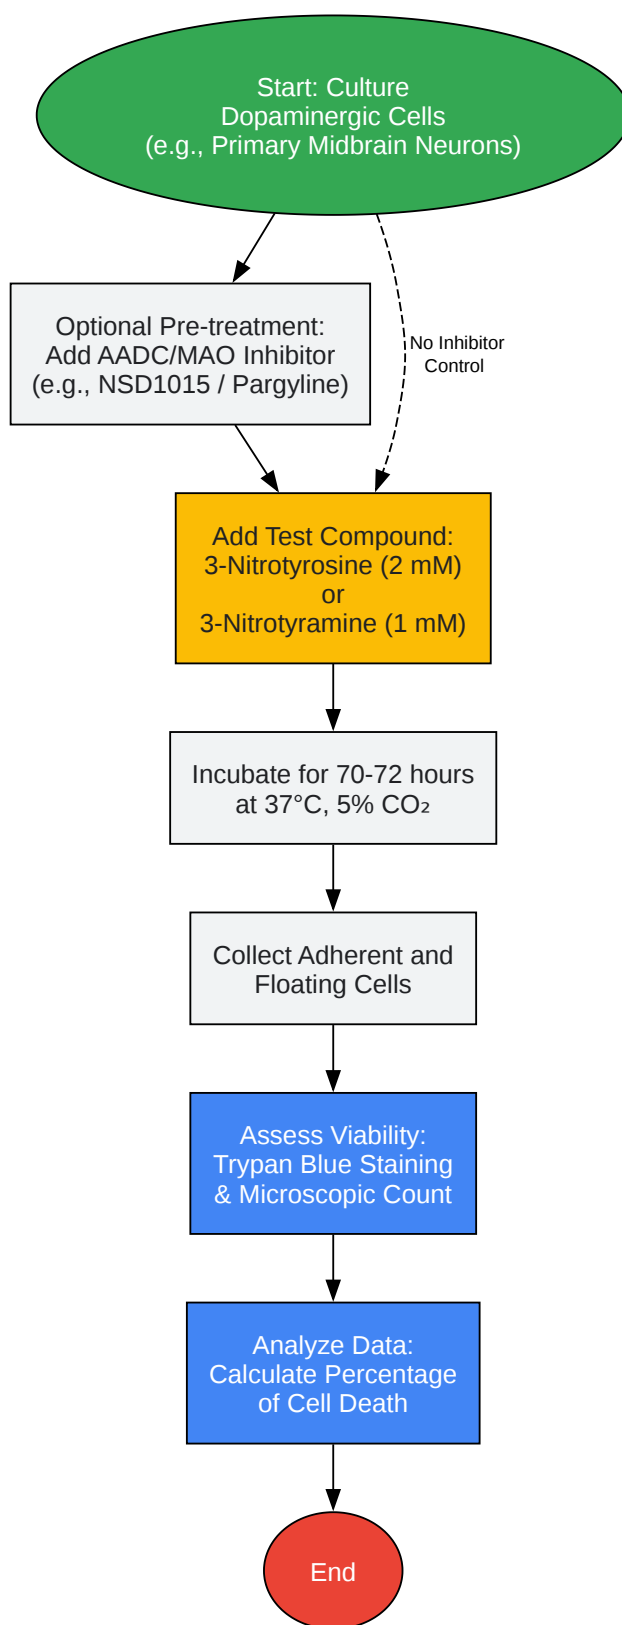 Start: Culture
Dopaminergic Cells
(e.g., Primary Midbrain Neurons)
Optional Pre-treatment:
Add AADC/MAO Inhibitor
(e.g., NSD1015 / Pargyline)
No Inhibitor
Control
Add Test Compound:
3-Nitrotyrosine (2 mM)
or
3-Nitrotyramine (1 mM)
Incubate for 70-72 hours
at 37°C, 5% CO₂
Collect Adherent and
Floating Cells
Assess Viability:
Trypan Blue Staining
& Microscopic Count
Analyze Data:
Calculate Percentage
of Cell Death
End